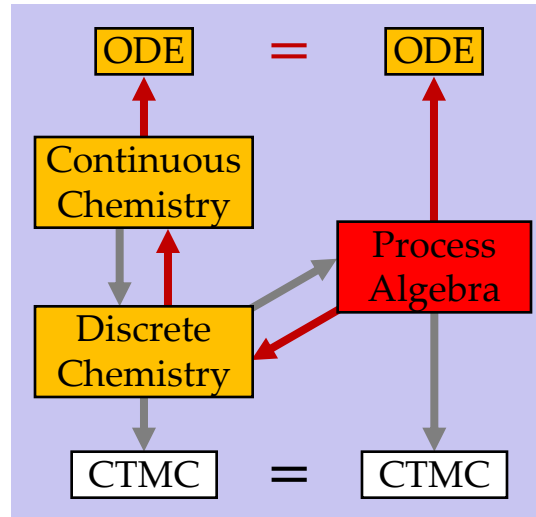 ODE = ODE
Continuous
Chemistry
Process
Algebra
Discrete
Chemistry
CTMC = CTMC